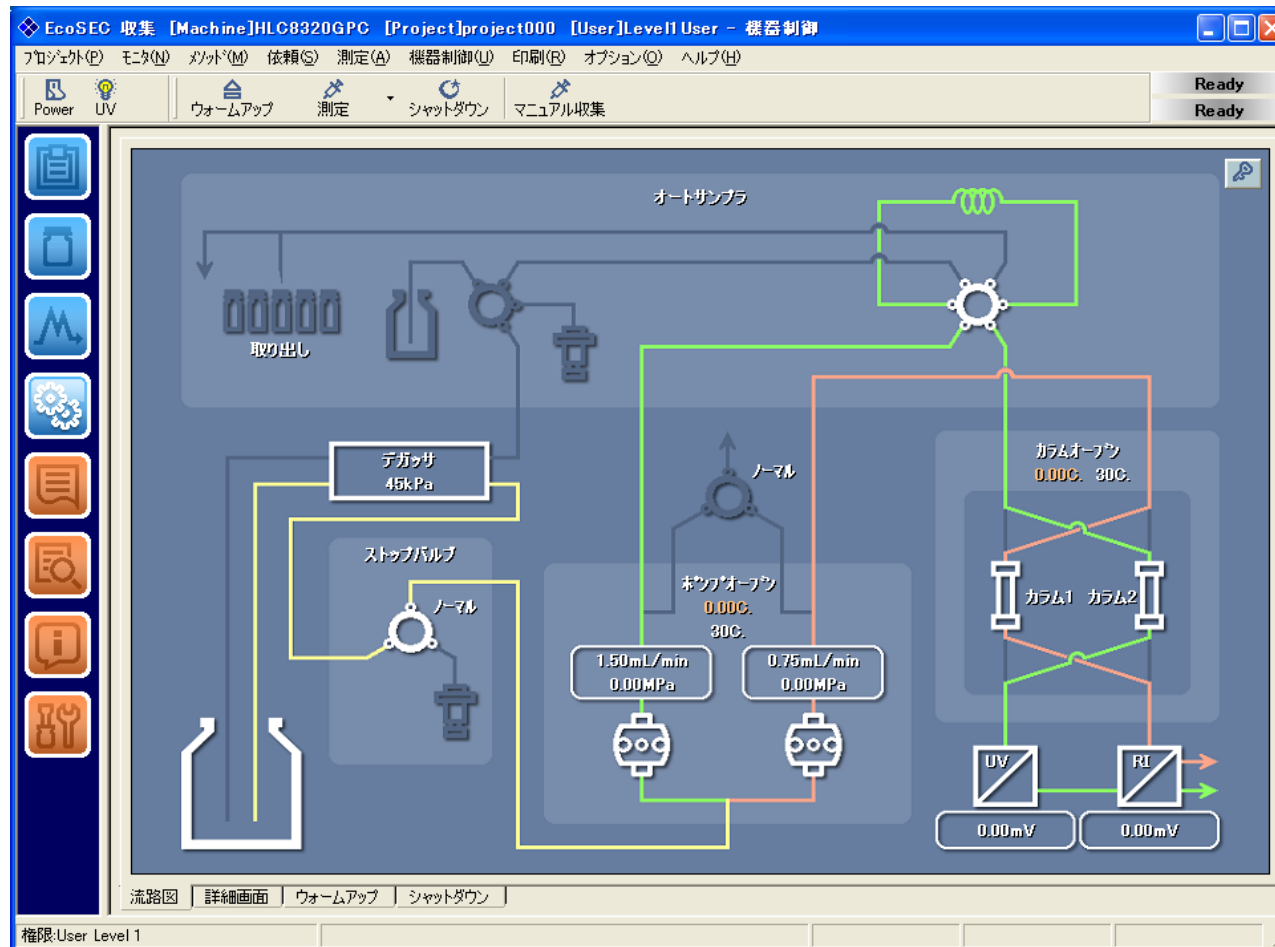 EcoSEC 収集 [Machine]HLC8320GPC [Project]project000 [User]Level1 User - 機器制御
プロジェクト(P) モニタ(N) メソッド(M) 依頼(S) 測定(A) 機器制御(U) 印刷(R) オプション(O) ヘルプ(H)
Power UV ウォームアップ 測定 シャットダウン マニュアル収集
Ready
Ready
オートサンプラ
取り出し
デガッサ
45kPa
ストップバルブ
ノーマル
ノーマル
ポンプオーブン
0.00C.
30C.
1.50mL/min
0.00MPa
0.75mL/min
0.00MPa
カラムオーブン
0.00C. 30C.
カラム1 カラム2
UV
RI
0.00mV
0.00mV
流路図 詳細画面 ウォームアップ シャットダウン
権限:User Level 1